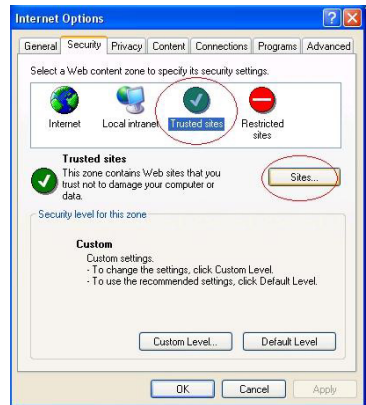 Internet Options
General Security Privacy Content Connections Programs Advanced
Select a Web content zone to specify its security settings.
Internet Local intranet Trusted sites Restricted sites
Trusted sites
This zone contains Web sites that you
trust not to damage your computer or
data.
Sites...
Security level for this zone
Custom
Custom settings.
- To change the settings, click Custom Level.
- To use the recommended settings, click Default Level.
Custom Level... Default Level
OK Cancel Apply